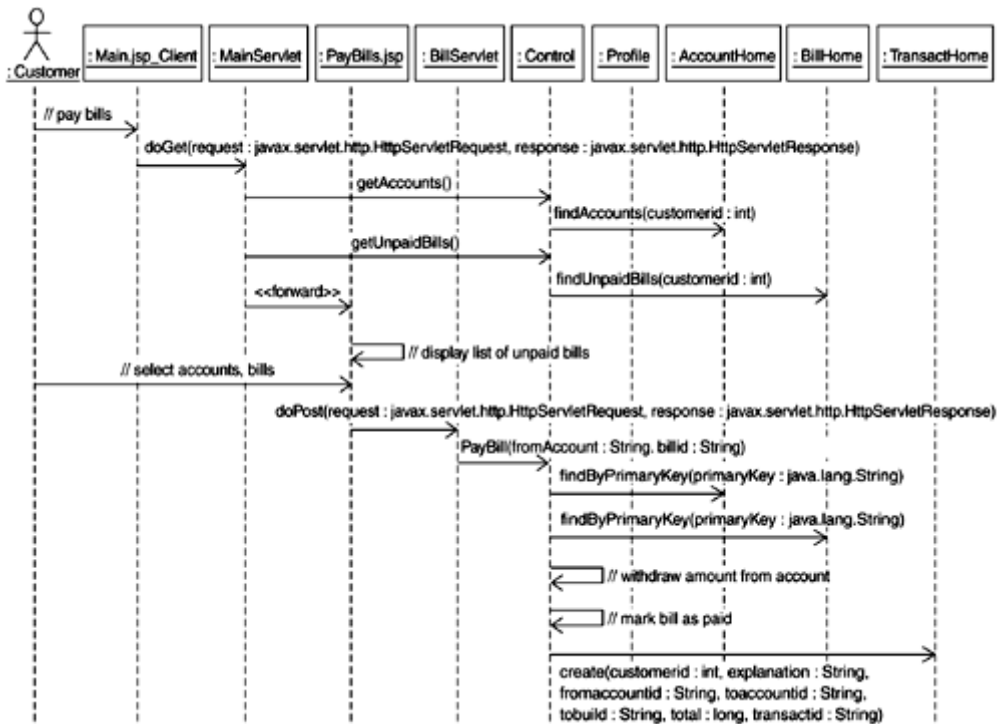 : Customer
: Main.jsp_Client
: MainServlet
: PayBills.jsp
: BillServlet
: Control
: Profile
: AccountHome
: BillHome
: TransactHome
// pay bills
doGet(request : javax.servlet.http.HttpServletRequest, response : javax.servlet.http.HttpServletResponse)
getAccounts()
findAccounts(customerid : int)
getUnpaidBills()
findUnpaidBills(customerid : int)
<<forward>>
// display list of unpaid bills
// select accounts, bills
doPost(request : javax.servlet.http.HttpServletRequest, response : javax.servlet.http.HttpServletResponse)
PayBill(fromAccount : String, billid : String)
findByPrimaryKey(primaryKey : java.lang.String)
findByPrimaryKey(primaryKey : java.lang.String)
// withdraw amount from account
// mark bill as paid
create(customerid : int, explanation : String,
fromaccountid : String, toaccountid : String,
tobuild : String, total : long, transactid : String)